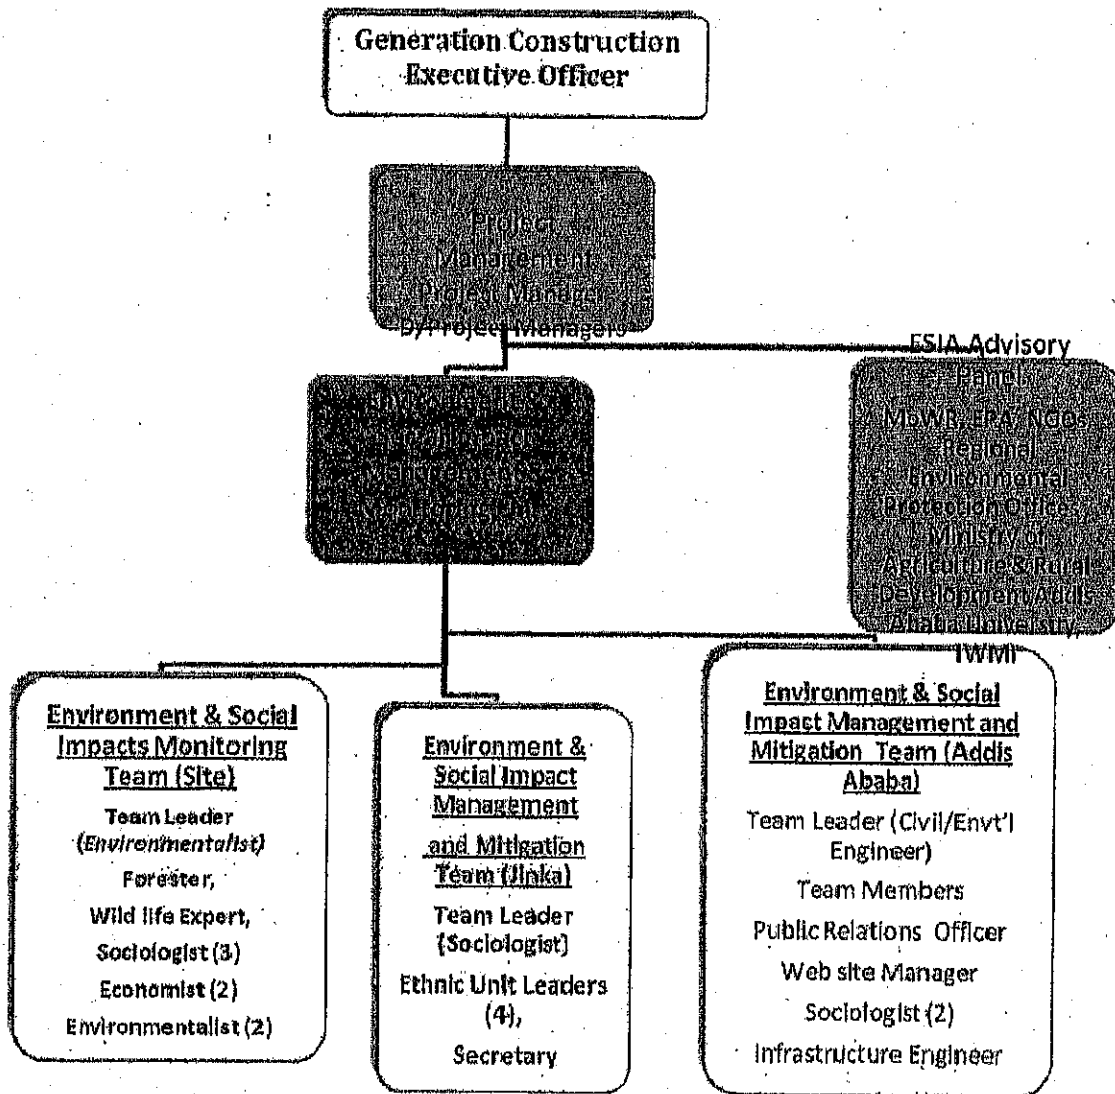 Generation Construction
Executive Officer
Project
Management
Project Manager
Dy Project Managers
ESIA Advisory
Panel
MoWR, EPA, NGOs
Regional
Environmental
Protection Offices,
Ministry of
Agriculture & Rural
Development Addis
Ababa University,
IWMI
Management &
Environment & Social
Impacts Monitoring
Team (Site)
Team Leader
(Environmentalist)
Forester,
Wild life Expert,
Sociologist (3)
Economist (2)
Environmentalist (2)
Environment &
Social Impact
Management
and Mitigation
Team (Jinka)
Team Leader
(Sociologist)
Ethnic Unit Leaders
(4),
Secretary
Environment & Social
Impact Management and
Mitigation Team (Addis
Ababa)
Team Leader (Civil/Envt'l
Engineer)
Team Members
Public Relations Officer
Web site Manager
Sociologist (2)
Infrastructure Engineer